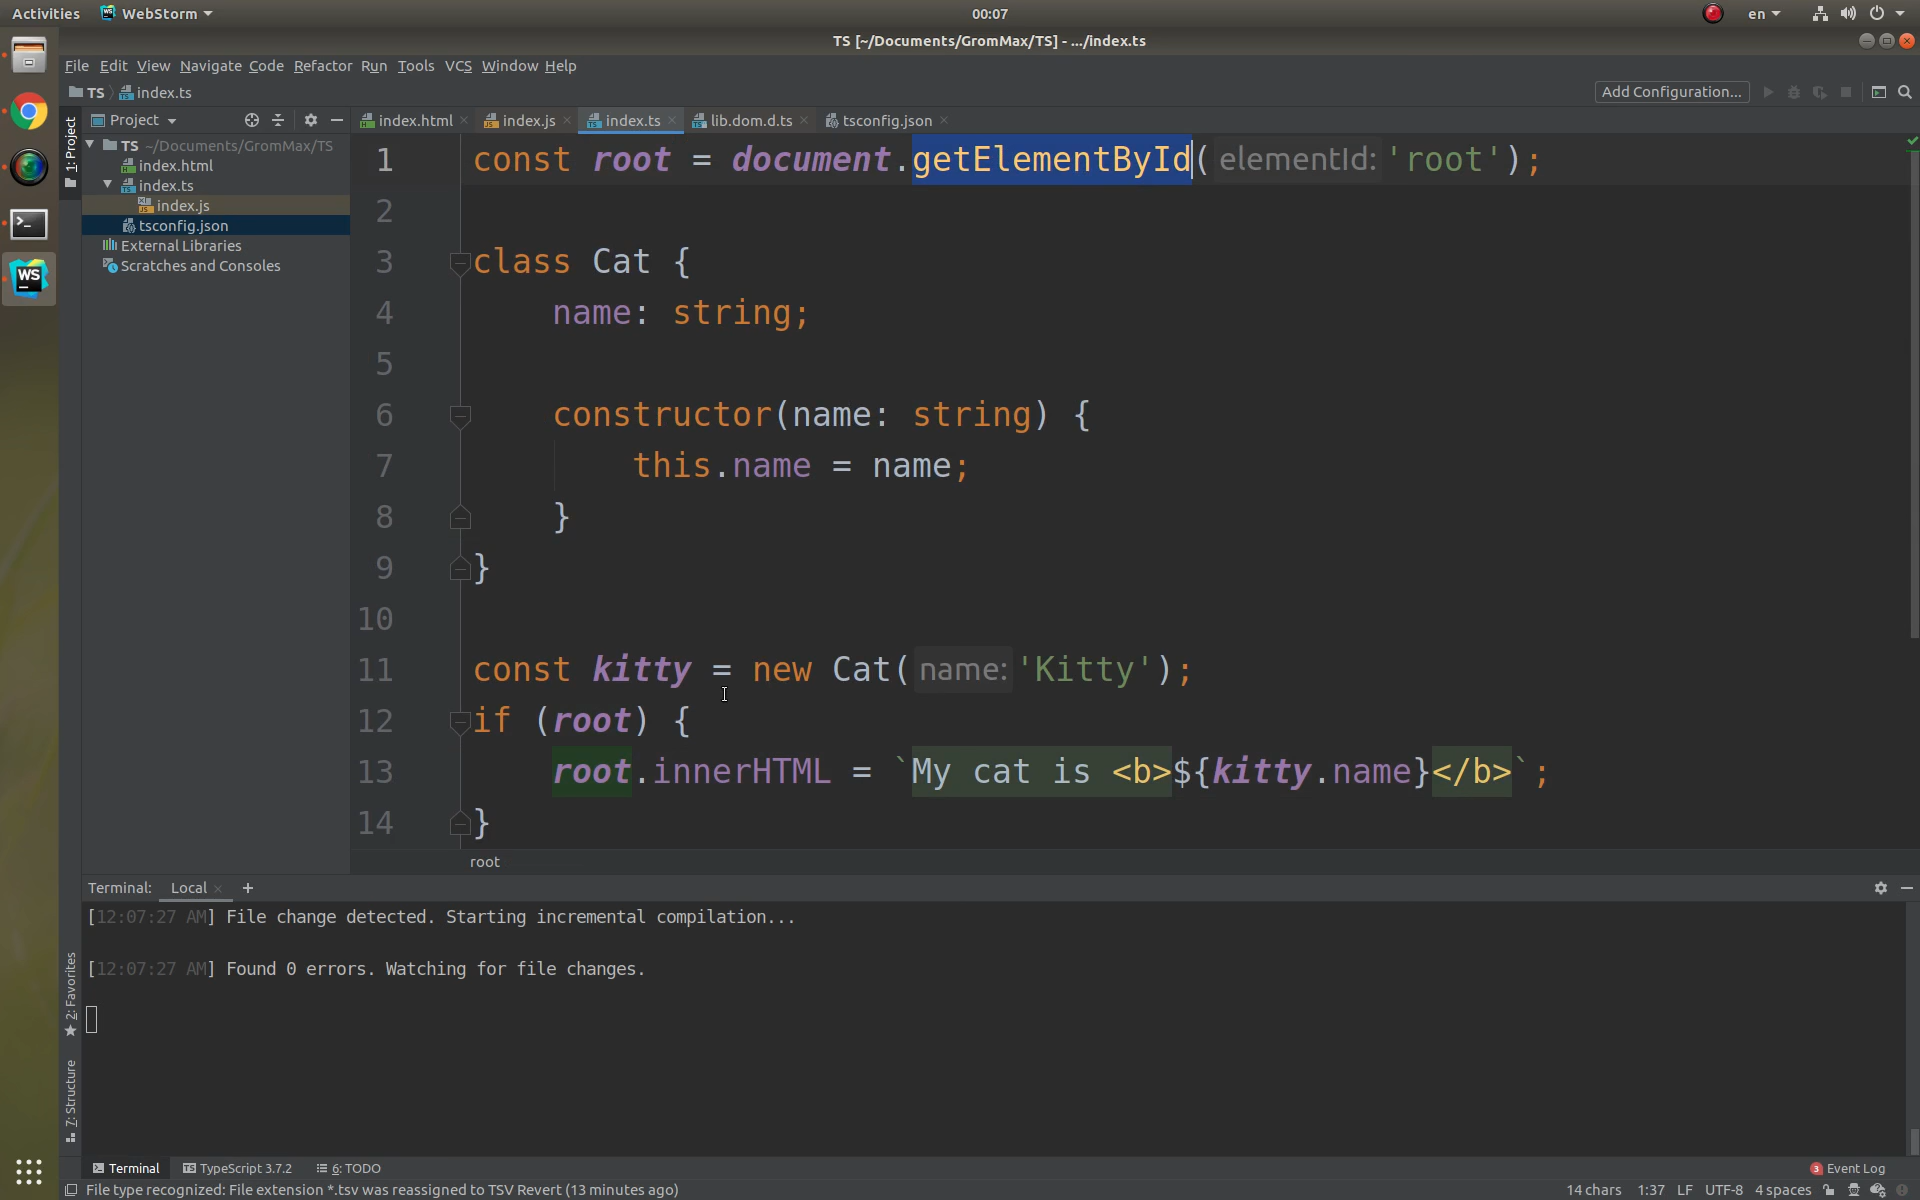 Activities WebStorm 00:07 en
TS [~/Documents/GromMax/TS] - .../index.ts
File Edit View Navigate Code Refactor Run Tools VCS Window Help
TS index.ts Add Configuration...
1: Project
Project
index.html index.js index.ts lib.dom.d.ts tsconfig.json
TS ~/Documents/GromMax/TS
index.html
index.ts
index.js
tsconfig.json
External Libraries
Scratches and Consoles
WS
1 const root = document.getElementById( elementId: 'root');
2
3 class Cat {
4 name: string;
5
6 constructor(name: string) {
7 this.name = name;
8 }
9 }
10
11 const kitty = new Cat( name: 'Kitty');
12 if (root) {
13 root.innerHTML = `My cat is <b>${kitty.name}</b>`;
14 }
root
Terminal: Local +
[12:07:27 AM] File change detected. Starting incremental compilation...
[12:07:27 AM] Found 0 errors. Watching for file changes.
2: Favorites
7: Structure
Terminal TypeScript 3.7.2 6: TODO 3 Event Log
File type recognized: File extension *.tsv was reassigned to TSV Revert (13 minutes ago) 14 chars 1:37 LF UTF-8 4 spaces